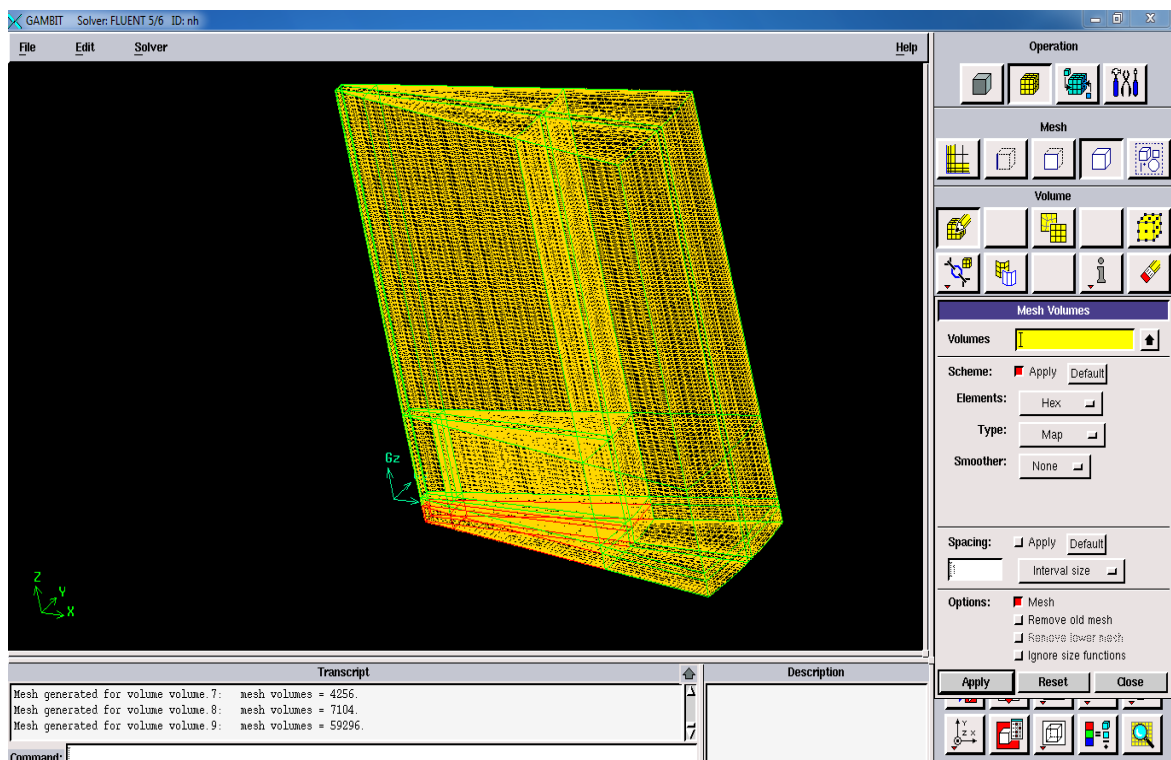 GAMBIT Solver: FLUENT 5/6 ID: nh
File Edit Solver Help
Operation
Mesh
Volume
Mesh Volumes
Volumes
Scheme: Apply Default
Elements: Hex
Type: Map
Smoother: None
Spacing: Apply Default
1 Interval size
Options: Mesh
Remove old mesh
Remove lower mesh
Ignore size functions
Apply Reset Close
Gz
Z
Y
X
Transcript
Mesh generated for volume volume.7: mesh volumes = 4256.
Mesh generated for volume volume.8: mesh volumes = 7104.
Mesh generated for volume volume.9: mesh volumes = 59296.
Command:
Description
Y
Z X